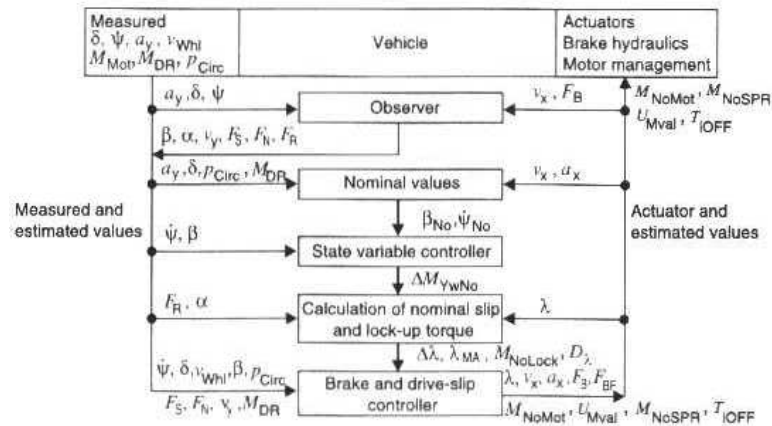 Measured
δ, ψ̇, a_y, v_Whl
M_Mot, M_DR, p_Circ
Vehicle
Actuators
Brake hydraulics
Motor management
a_y, δ, ψ̇
Observer
v_x, F_B
M_NoMot, M_NoSPR
U_Mval, T_IOFF
β, α, v_y, F_S, F_N, F_R
a_y, δ, p_Circ, M_DR
Nominal values
v_x, a_x
Measured and
estimated values
β_No, ψ̇_No
Actuator and
estimated values
ψ̇, β
State variable controller
ΔM_YwNo
F_R, α
Calculation of nominal slip
and lock-up torque
λ
Δλ, λ_MA, M_NoLock, D_λ
ψ̇, δ, v_Whl, β, p_Circ
F_S, F_N, v_y, M_DR
Brake and drive-slip
controller
λ, v_x, a_x, F_B, F_BF
M_NoMot, U_Mval, M_NoSPR, T_IOFF